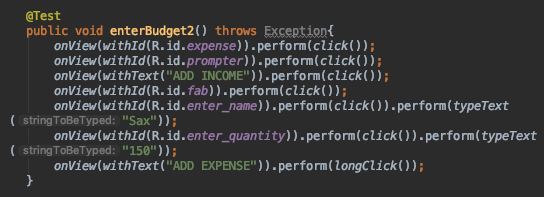 @Test
public void enterBudget2() throws Exception{
onView(withId(R.id.expense)).perform(click());
onView(withId(R.id.prompter)).perform(click());
onView(withText("ADD INCOME")).perform(click());
onView(withId(R.id.fab)).perform(click());
onView(withId(R.id.enter_name)).perform(click()).perform(typeText
( stringToBeTyped: "Sax"));
onView(withId(R.id.enter_quantity)).perform(click()).perform(typeText
( stringToBeTyped: "150"));
onView(withText("ADD EXPENSE")).perform(longClick());
}